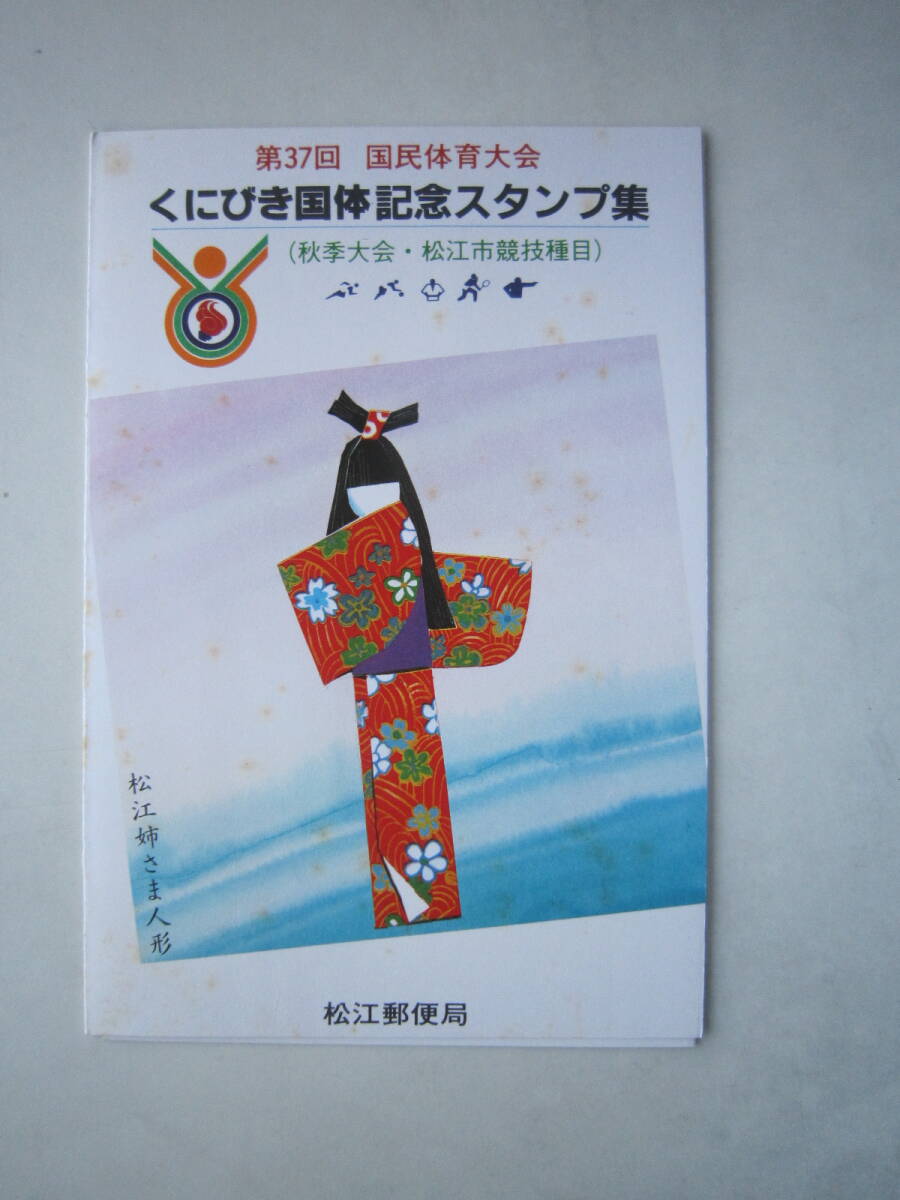 第37回 国民体育大会
くにびき国体記念スタンプ集
(秋季大会・松江市競技種目)
松江姉さま人形
松江郵便局